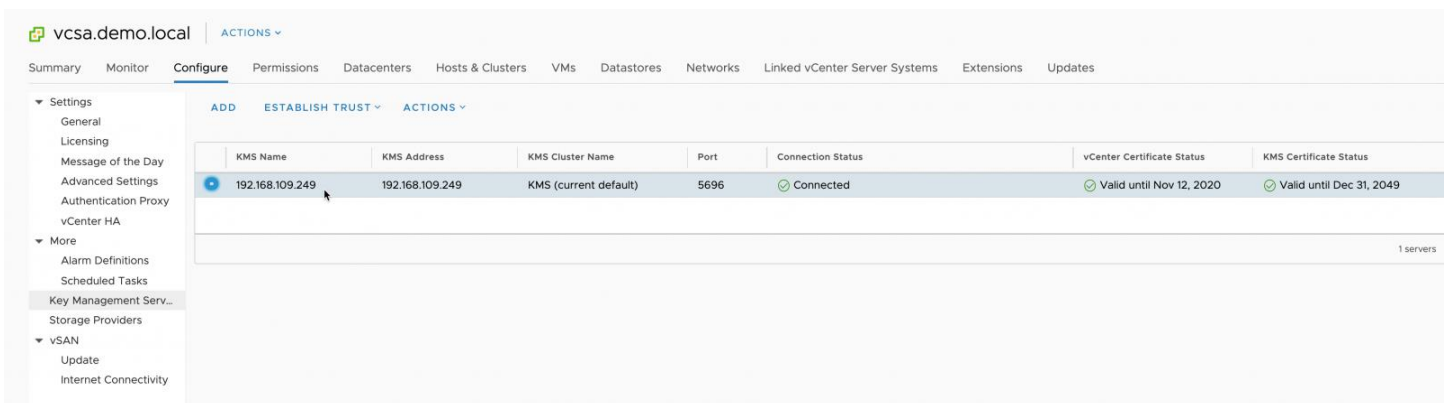 vcsa.demo.local ACTIONS
Summary Monitor Configure Permissions Datacenters Hosts & Clusters VMs Datastores Networks Linked vCenter Server Systems Extensions Updates
Settings
General
Licensing
Message of the Day
Advanced Settings
Authentication Proxy
vCenter HA
More
Alarm Definitions
Scheduled Tasks
Key Management Serv...
Storage Providers
vSAN
Update
Internet Connectivity
ADD ESTABLISH TRUST ACTIONS
KMS Name KMS Address KMS Cluster Name Port Connection Status vCenter Certificate Status KMS Certificate Status
192.168.109.249 192.168.109.249 KMS (current default) 5696 Connected Valid until Nov 12, 2020 Valid until Dec 31, 2049
1 servers